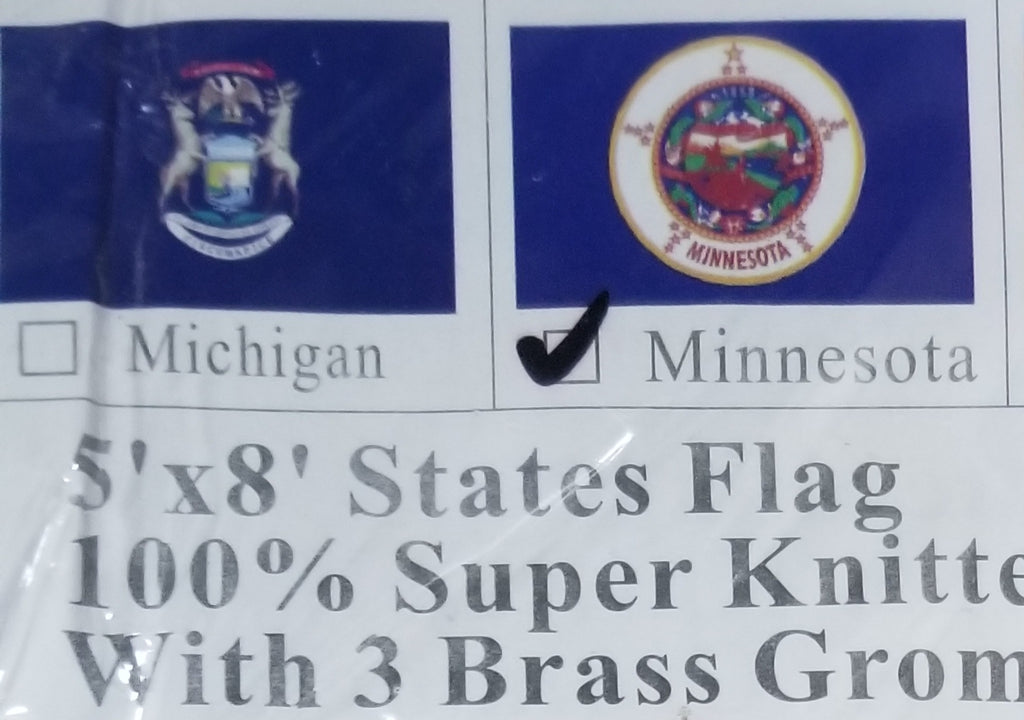 MINNESOTA
Michigan
Minnesota
5'x8' States Flag
100% Super Knitte
With 3 Brass Grom